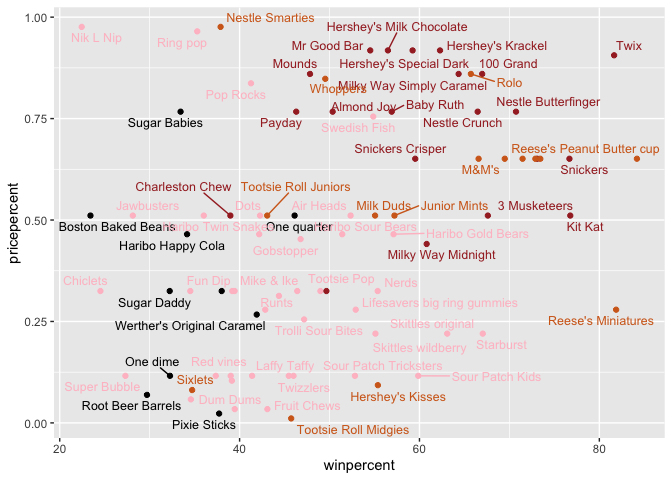 1.00
0.75
0.50
0.25
0.00
pricepercent
Nestle Smarties
Nik L Nip
Ring pop
Hershey's Milk Chocolate
Mr Good Bar
Hershey's Krackel
Twix
Mounds
Hershey's Special Dark
100 Grand
Whoppers
Milky Way Simply Caramel
Rolo
Pop Rocks
Almond Joy
Baby Ruth
Nestle Butterfinger
Sugar Babies
Payday
Swedish Fish
Nestle Crunch
Snickers Crisper
Reese's Peanut Butter cup
M&M's
Snickers
Charleston Chew
Tootsie Roll Juniors
Jawbusters
Dots
Air Heads
Milk Duds
Junior Mints
3 Musketeers
Boston Baked Beans
Haribo Twin Snakes
One quarter
Haribo Sour Bears
Haribo Gold Bears
Kit Kat
Haribo Happy Cola
Gobstopper
Milky Way Midnight
Chiclets
Fun Dip
Mike & Ike
Tootsie Pop
Nerds
Sugar Daddy
Runts
Lifesavers big ring gummies
Werther's Original Caramel
Trolli Sour Bites
Skittles original
Reese's Miniatures
Skittles wildberry
Starburst
One dime
Red vines
Laffy Taffy
Sour Patch Tricksters
Super Bubble
Sixlets
Twizzlers
Sour Patch Kids
Root Beer Barrels
Dum Dums
Fruit Chews
Hershey's Kisses
Pixie Sticks
Tootsie Roll Midgies
20
40
60
80
winpercent